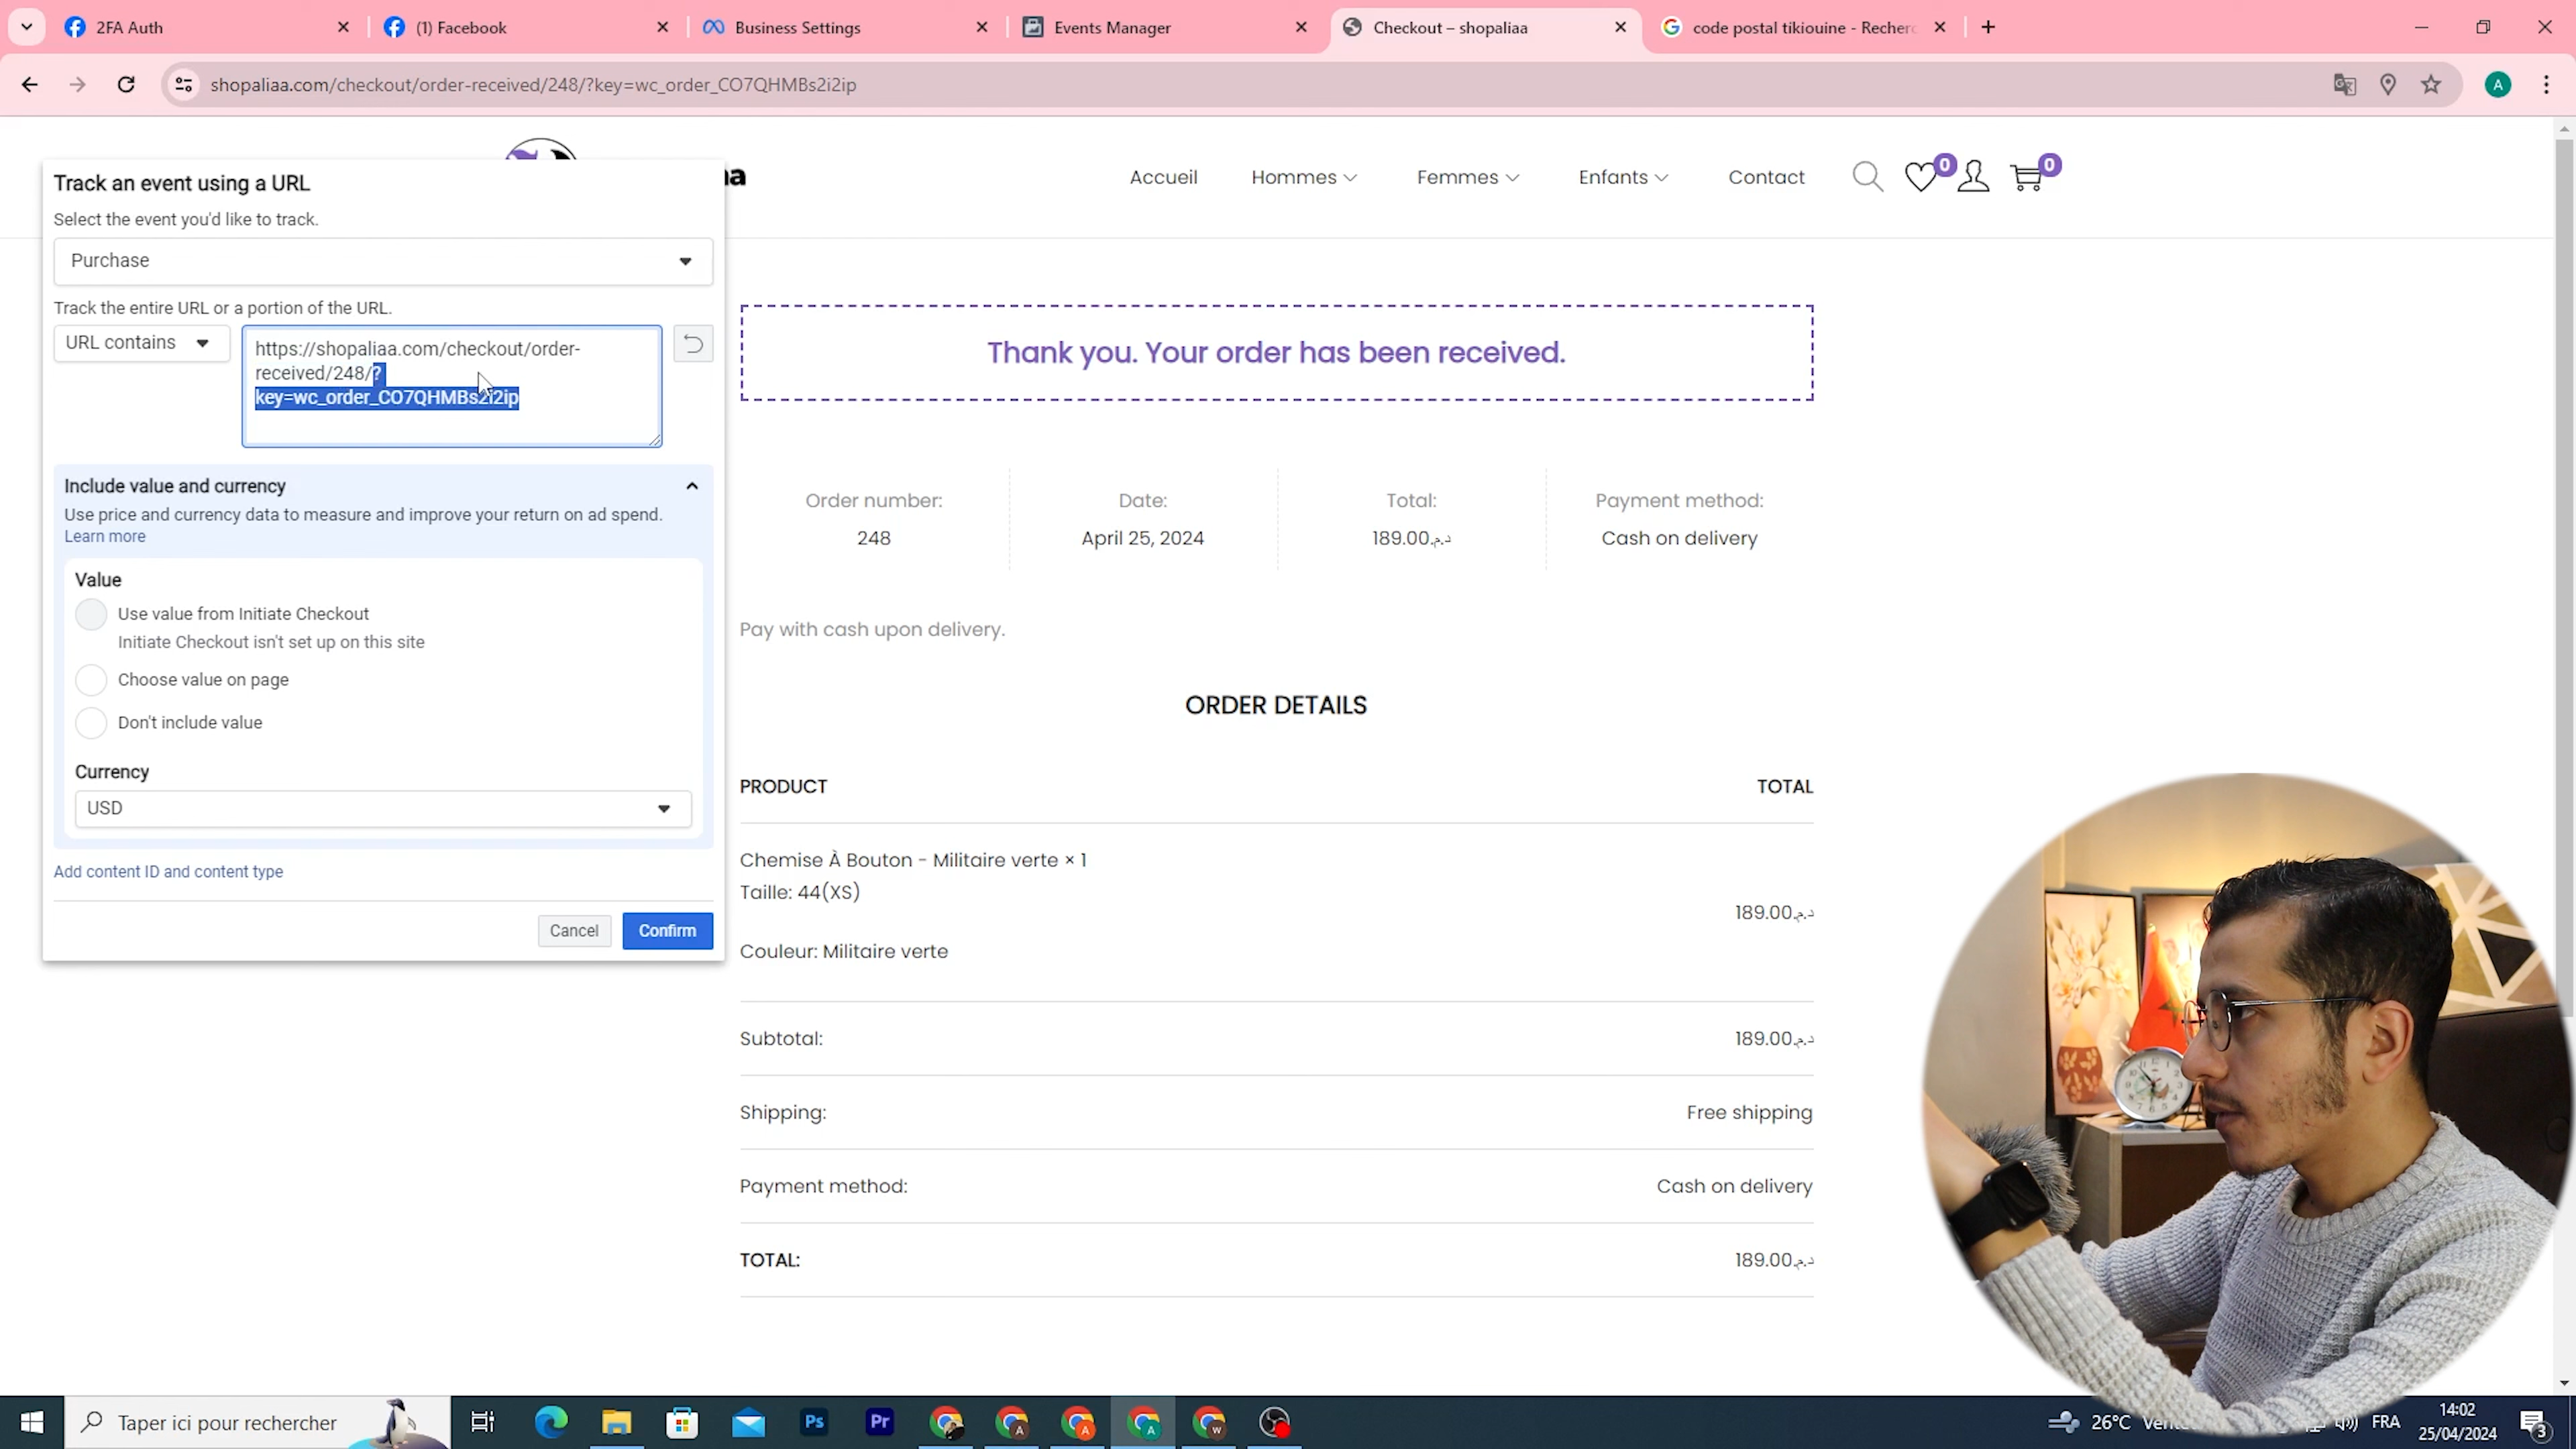 2FA Auth
(1) Facebook
Business Settings
Events Manager
Checkout – shopaliaa
code postal tikiouine - Recherc
shopaliaa.com/checkout/order-received/248/?key=wc_order_CO7QHMBs2i2ip
A
Accueil
Hommes
Femmes
Enfants
Contact
0
0
Track an event using a URL
Select the event you'd like to track.
Purchase
Track the entire URL or a portion of the URL.
URL contains
https://shopaliaa.com/checkout/order-
received/248/?
key=wc_order_CO7QHMBs2i2ip
Include value and currency
Use price and currency data to measure and improve your return on ad spend.
Learn more
Value
Use value from Initiate Checkout
Initiate Checkout isn't set up on this site
Choose value on page
Don't include value
Currency
USD
Add content ID and content type
Cancel
Confirm
Thank you. Your order has been received.
Order number:
248
Date:
April 25, 2024
Total:
189.00د.م.
Payment method:
Cash on delivery
Pay with cash upon delivery.
ORDER DETAILS
PRODUCT
TOTAL
Chemise À Bouton - Militaire verte × 1
Taille: 44(XS)
Couleur: Militaire verte
189.00د.م.
Subtotal:
189.00د.م.
Shipping:
Free shipping
Payment method:
Cash on delivery
TOTAL:
189.00د.م.
Taper ici pour rechercher
Ps
Pr
A
A
A
W
26°C
FRA
14:02
25/04/2024
3